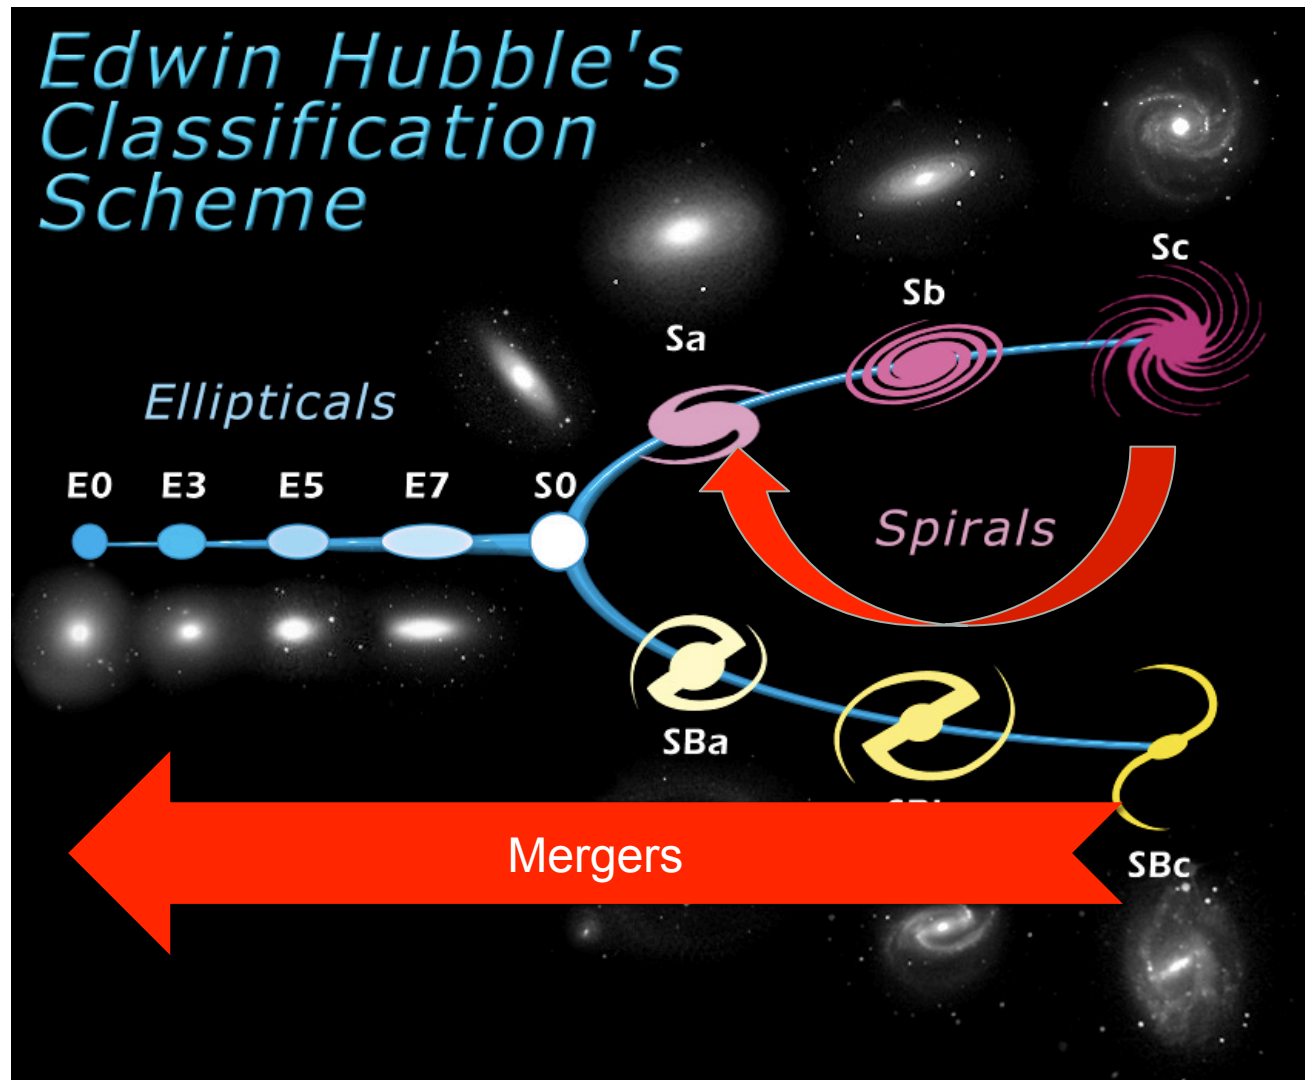 Edwin Hubble's
Classification
Scheme
Sc
Sb
Sa
Ellipticals
E0 E3 E5 E7 S0
Spirals
SBa
Mergers
SBc